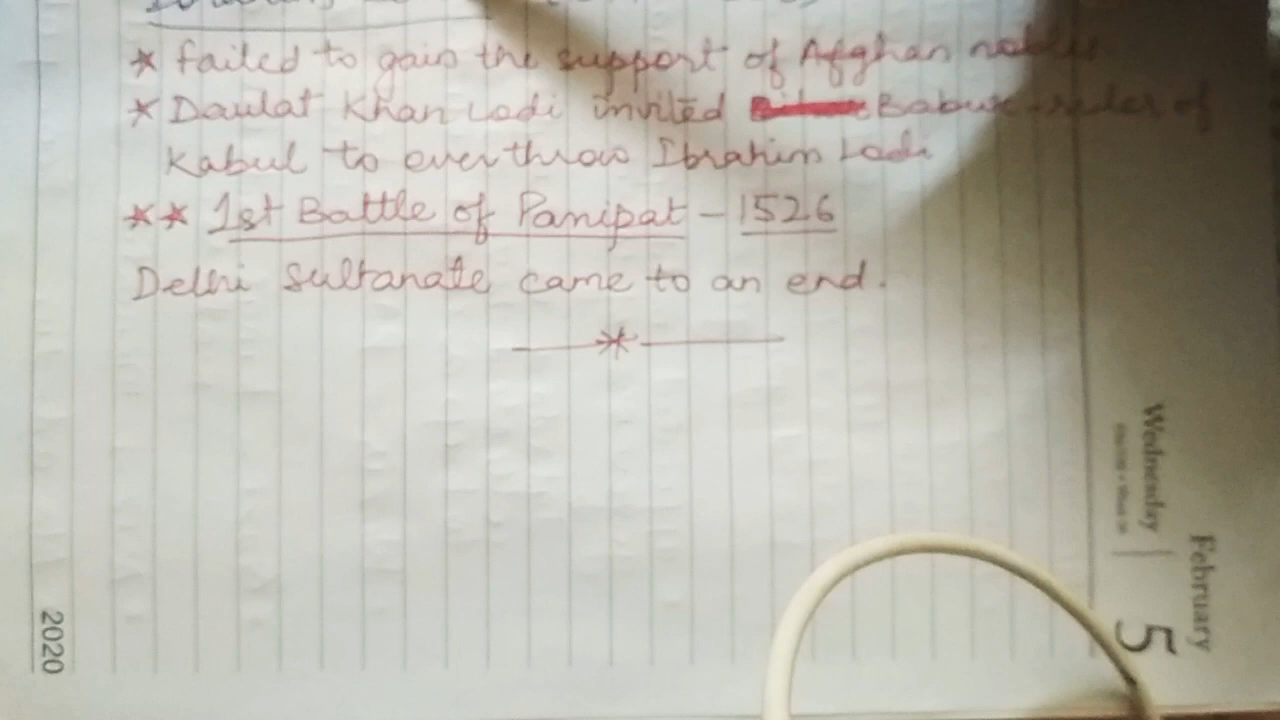 * failed to gain the support of Afghan nobles
* Daulat Khan Lodi invited Babur - ruler of
Kabul to overthrow Ibrahim Lodi
** 1st Battle of Panipat - 1526
Delhi Sultanate came to an end.
February
Wednesday
5
2020